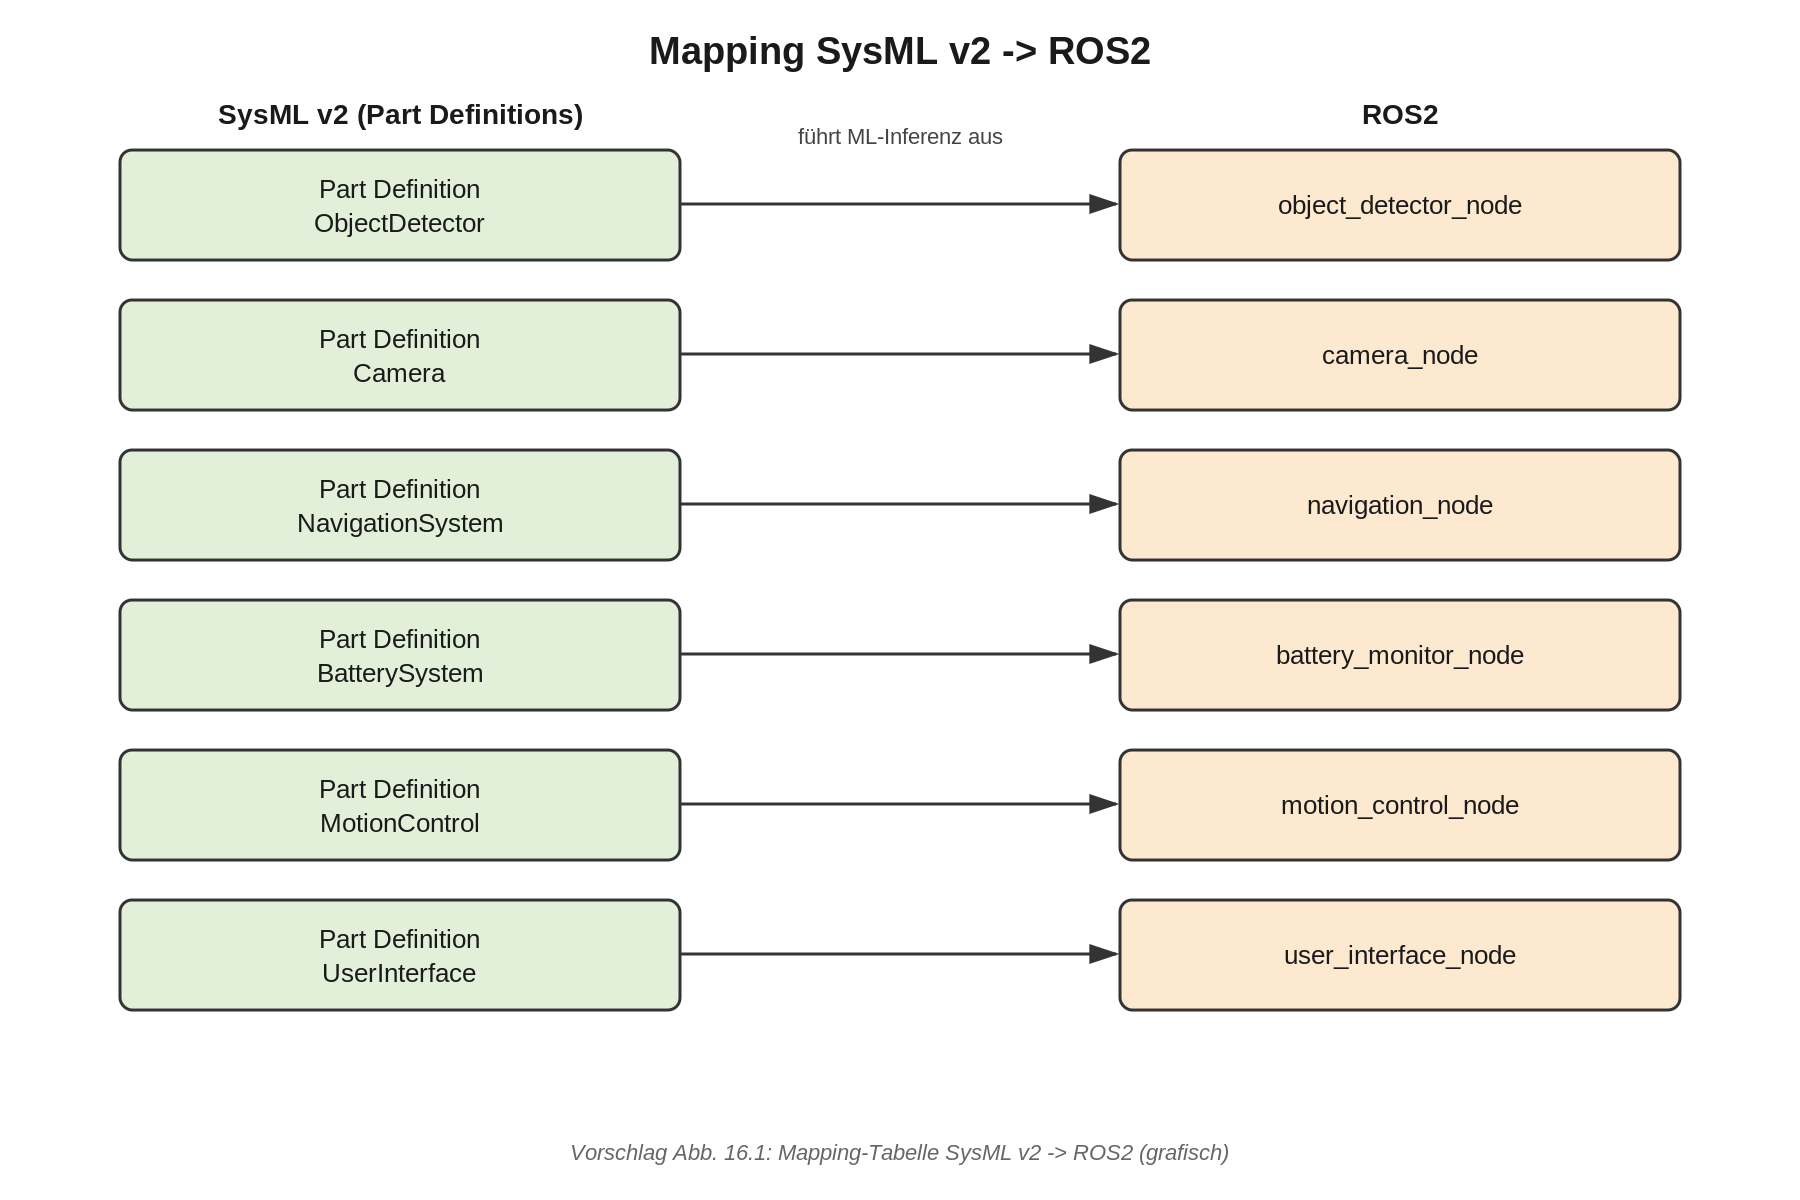 Mapping SysML v2 -> ROS2
SysML v2 (Part Definitions)
ROS2
führt ML-Inferenz aus
Part Definition
ObjectDetector
object_detector_node
Part Definition
Camera
camera_node
Part Definition
NavigationSystem
navigation_node
Part Definition
BatterySystem
battery_monitor_node
Part Definition
MotionControl
motion_control_node
Part Definition
UserInterface
user_interface_node
Vorschlag Abb. 16.1: Mapping-Tabelle SysML v2 -> ROS2 (grafisch)